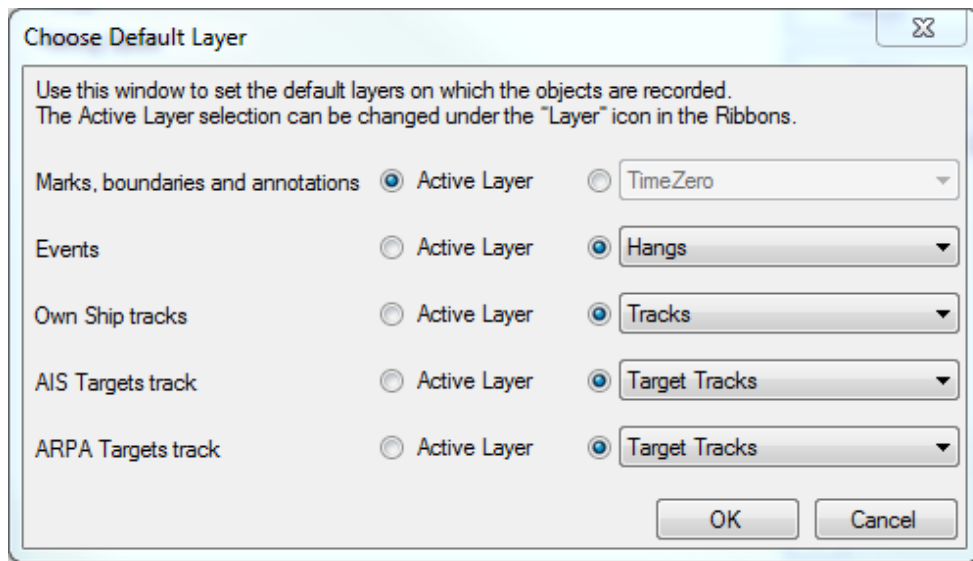 Choose Default Layer
Use this window to set the default layers on which the objects are recorded.
The Active Layer selection can be changed under the "Layer" icon in the Ribbons.
Marks, boundaries and annotations Active Layer TimeZero
Events Active Layer Hangs
Own Ship tracks Active Layer Tracks
AIS Targets track Active Layer Target Tracks
ARPA Targets track Active Layer Target Tracks
OK Cancel